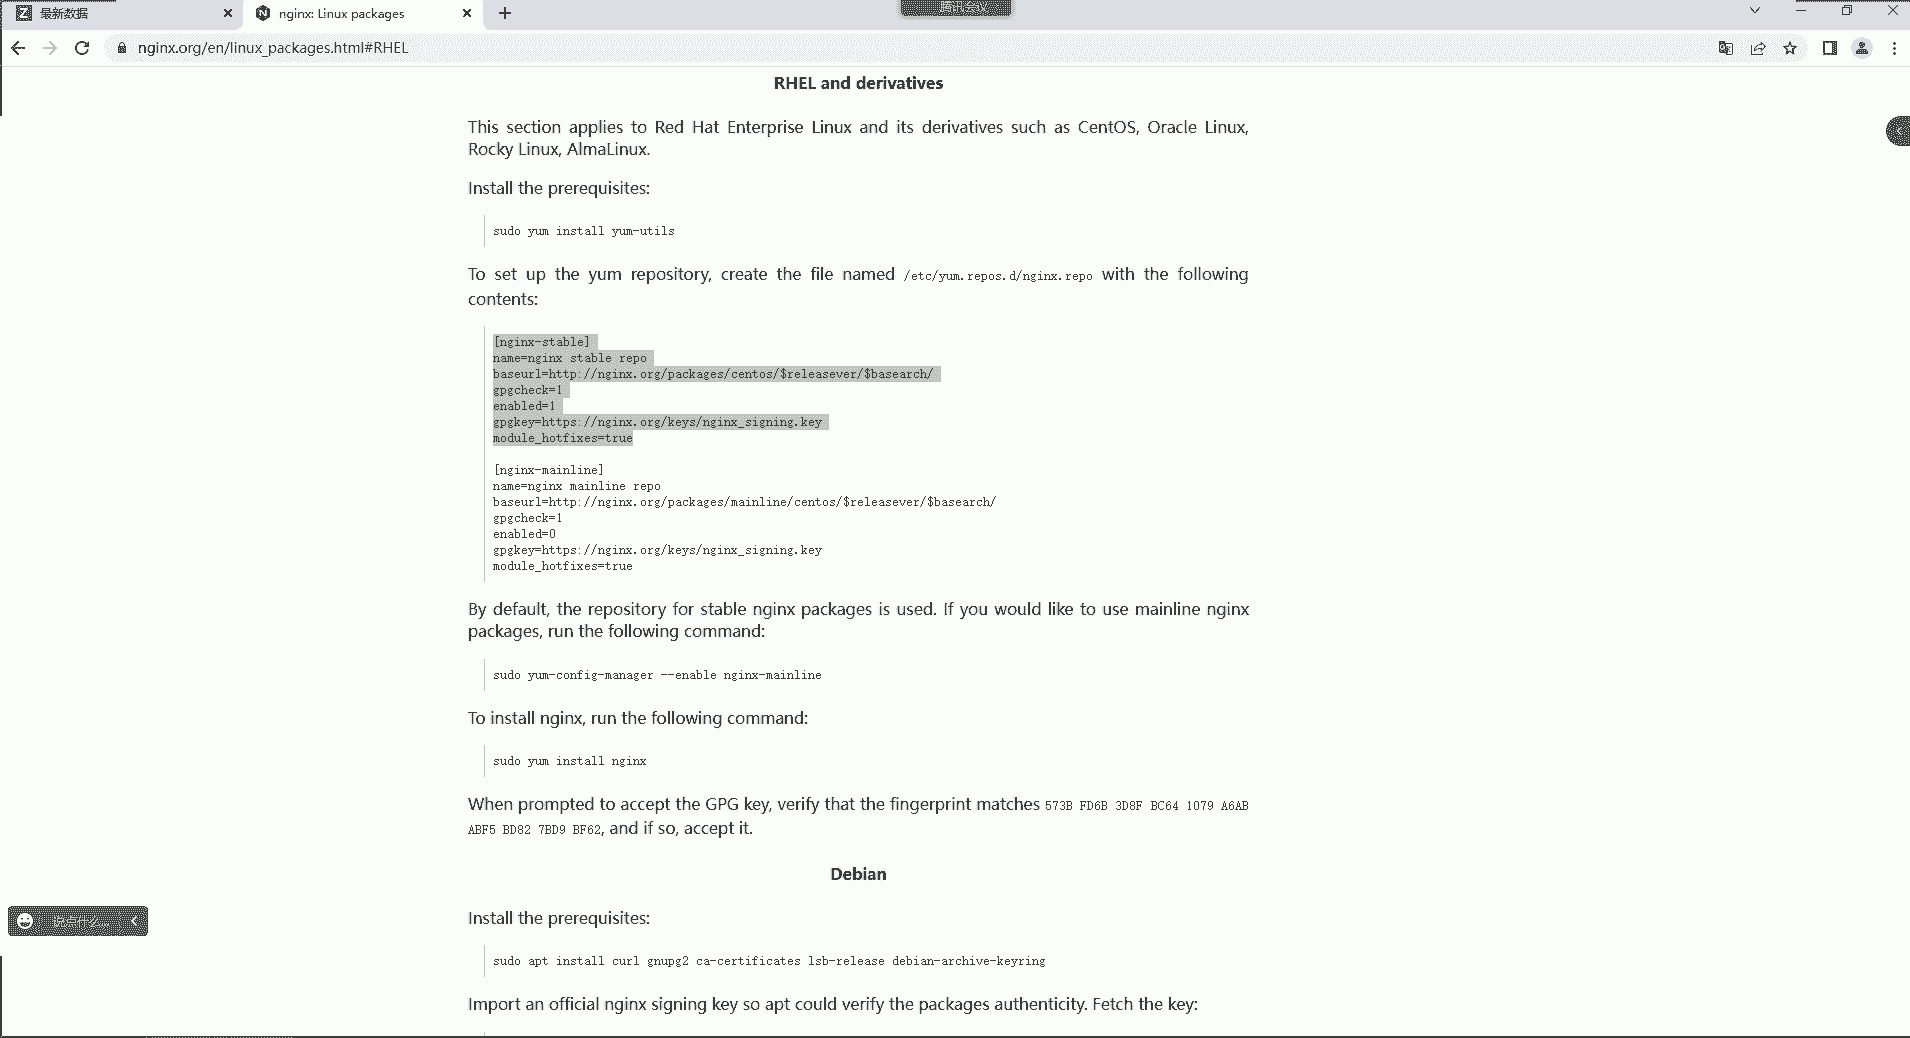 最新数据
nginx: Linux packages
腾讯会议
nginx.org/en/linux_packages.html#RHEL
RHEL and derivatives
This section applies to Red Hat Enterprise Linux and its derivatives such as CentOS, Oracle Linux,
Rocky Linux, AlmaLinux.
Install the prerequisites:
sudo yum install yum-utils
To set up the yum repository, create the file named /etc/yum.repos.d/nginx.repo with the following
contents:
[nginx-stable]
name=nginx stable repo
baseurl=http://nginx.org/packages/centos/$releasever/$basearch/
gpgcheck=1
enabled=1
gpgkey=https://nginx.org/keys/nginx_signing.key
module_hotfixes=true
[nginx-mainline]
name=nginx mainline repo
baseurl=http://nginx.org/packages/mainline/centos/$releasever/$basearch/
gpgcheck=1
enabled=0
gpgkey=https://nginx.org/keys/nginx_signing.key
module_hotfixes=true
By default, the repository for stable nginx packages is used. If you would like to use mainline nginx
packages, run the following command:
sudo yum-config-manager --enable nginx-mainline
To install nginx, run the following command:
sudo yum install nginx
When prompted to accept the GPG key, verify that the fingerprint matches 573B FD6B 3D8F BC64 1079 A6AB
ABF5 BD82 7BD9 BF62, and if so, accept it.
Debian
说点什么...
Install the prerequisites:
sudo apt install curl gnupg2 ca-certificates lsb-release debian-archive-keyring
Import an official nginx signing key so apt could verify the packages authenticity. Fetch the key: